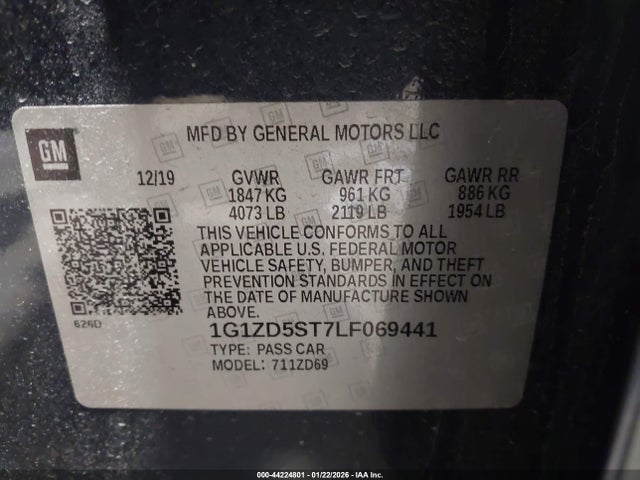 GM
MFD BY GENERAL MOTORS LLC
12/19 GVWR GAWR FRT GAWR RR
1847 KG 961 KG 886 KG
4073 LB 2119 LB 1954 LB
THIS VEHICLE CONFORMS TO ALL
APPLICABLE U.S. FEDERAL MOTOR
VEHICLE SAFETY, BUMPER, AND THEFT
PREVENTION STANDARDS IN EFFECT ON
THE DATE OF MANUFACTURE SHOWN
ABOVE.
626D
1G1ZD5ST7LF069441
TYPE: PASS CAR
MODEL: 711ZD69
000-44224801 - 01/22/2026 - IAA Inc.